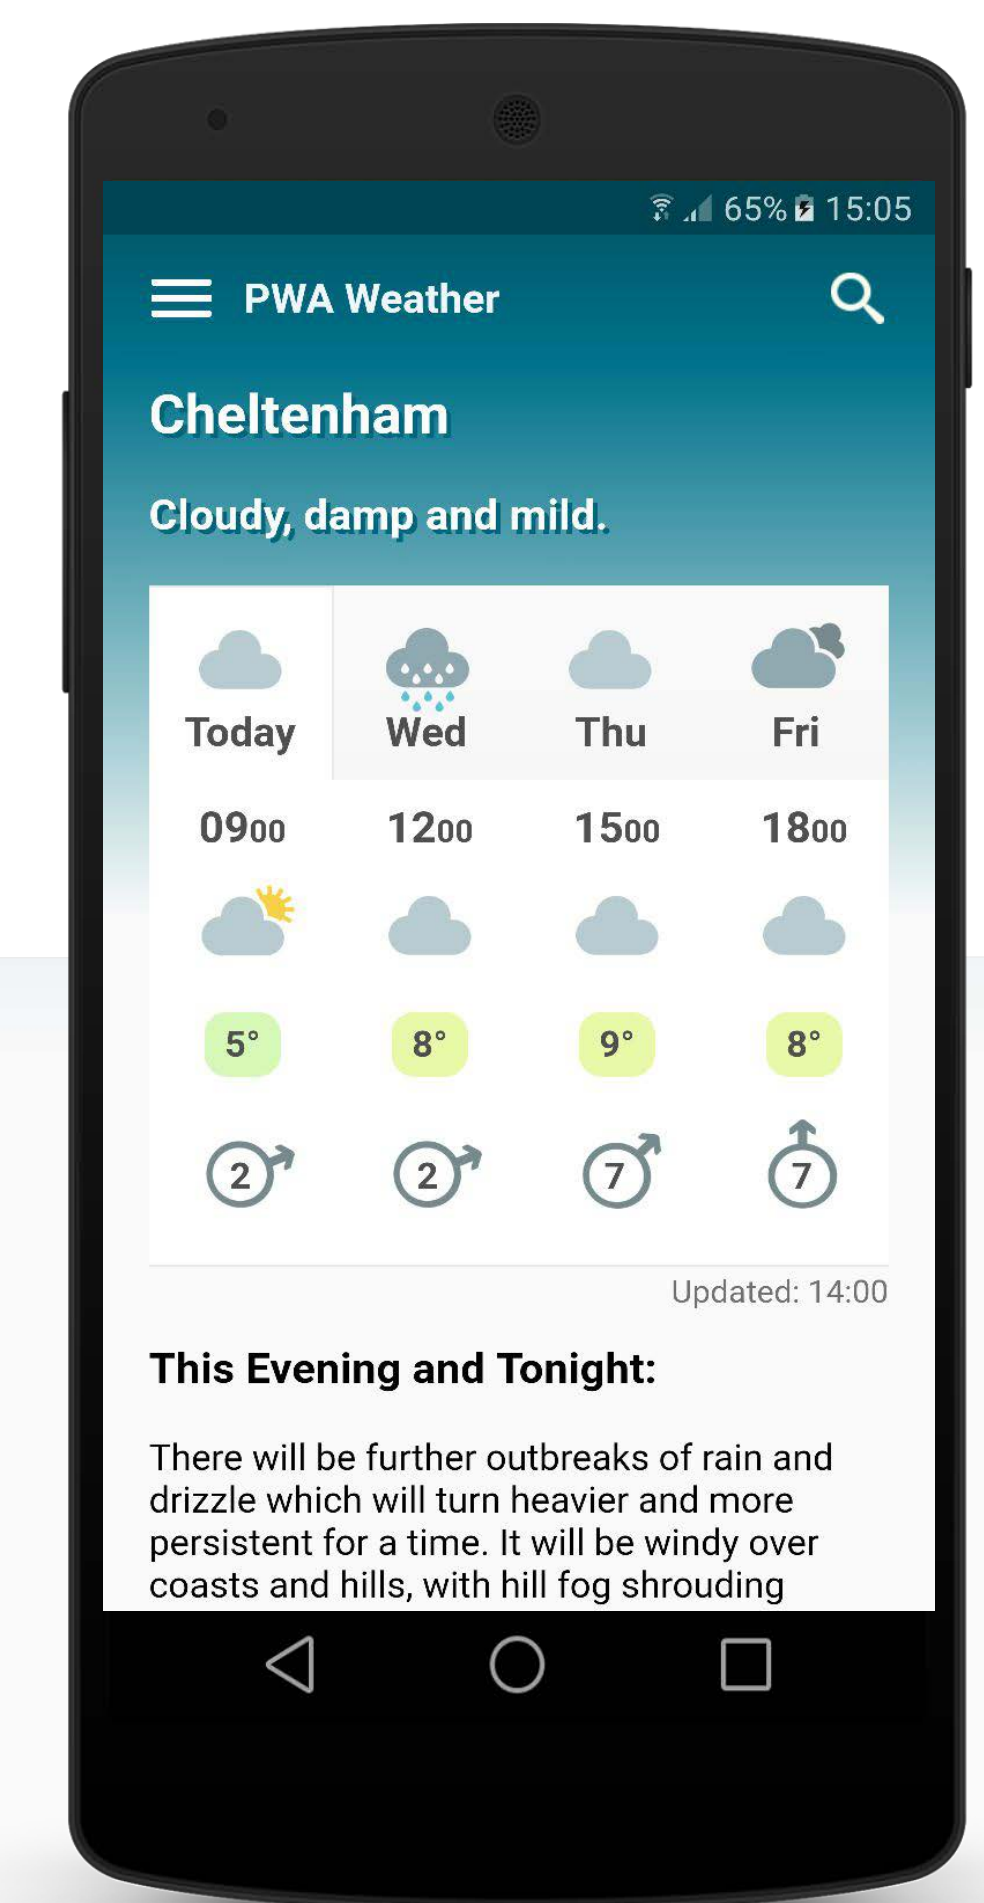 65% 15:05
PWA Weather
Cheltenham
Cloudy, damp and mild.
Today Wed Thu Fri
0900 1200 1500 1800
5° 8° 9° 8°
2 2 7 7
Updated: 14:00
This Evening and Tonight:
There will be further outbreaks of rain and
drizzle which will turn heavier and more
persistent for a time. It will be windy over
coasts and hills, with hill fog shrouding